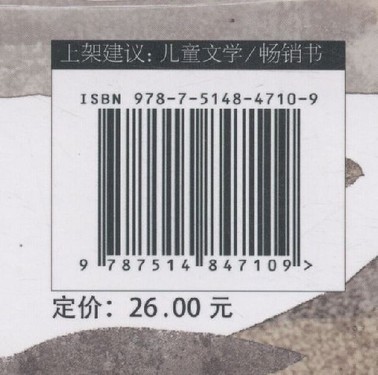 上架建议：儿童文学/畅销书
ISBN 978-7-5148-4710-9
9 787514 847109 >
定价：26.00 元